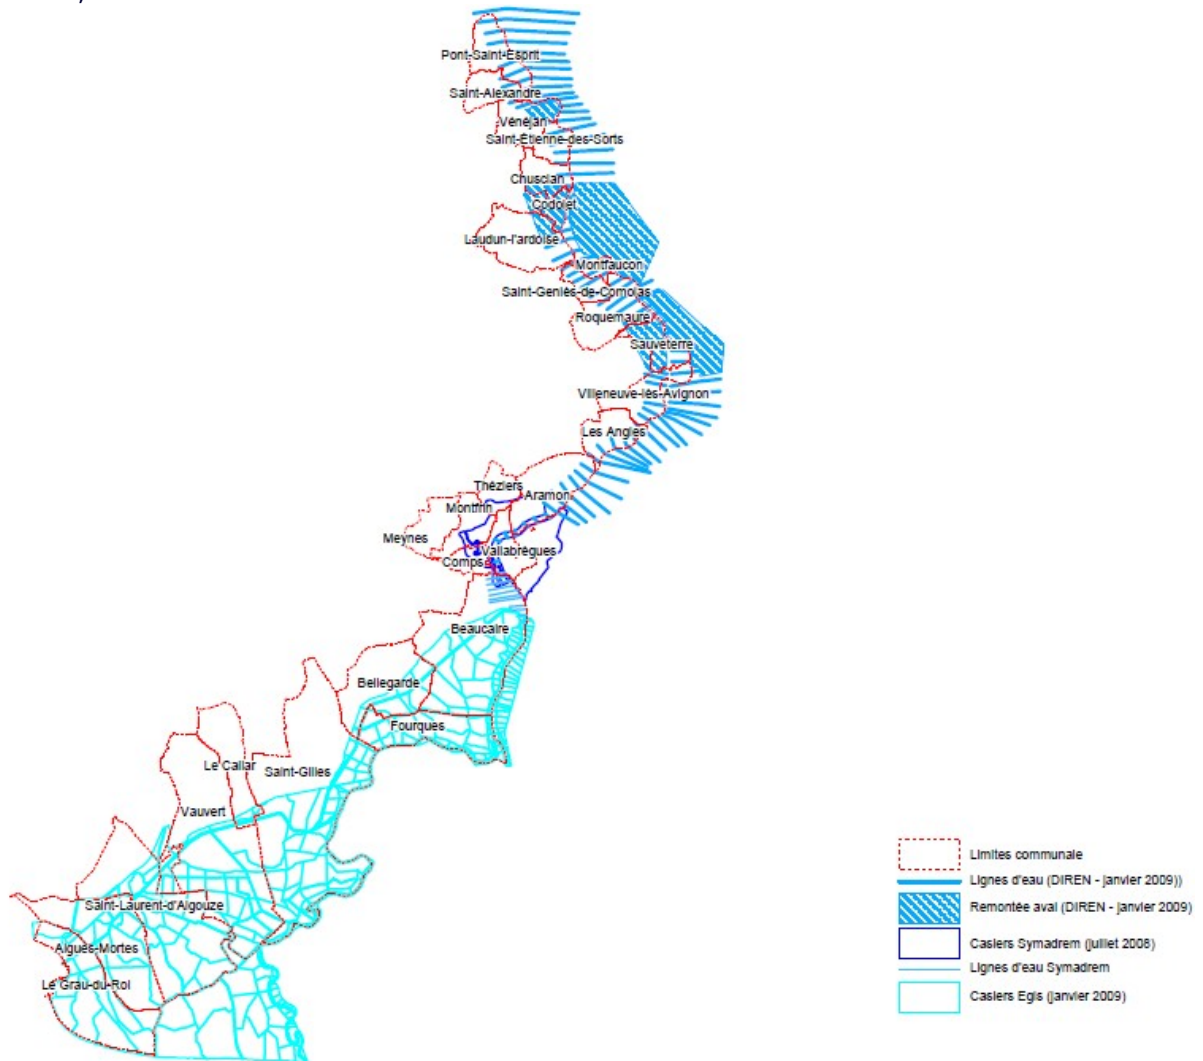 Pont-Saint-Esprit
Saint-Alexandre
Vénéjan
Saint-Étienne-des-Sorts
Chusclan
Codolet
Laudun-l'ardoise
Montfaucon
Saint-Geniès-de-Comolas
Roquemaure
Sauveterre
Villeneuve-lès-Avignon
Les Angles
Théziers
Aramon
Montfrin
Meynes
Vallabrègues
Comps
Beaucaire
Bellegarde
Fourques
Le Cailar
Saint-Gilles
Vauvert
Saint-Laurent-d'Aigouze
Aigues-Mortes
Le Grau-du-Roi
Limites communale
Lignes d'eau (DIREN - janvier 2009))
Remontée aval (DIREN - janvier 2009)
Casiers Symadrem (juillet 2008)
Lignes d'eau Symadrem
Casiers Egis (janvier 2009)